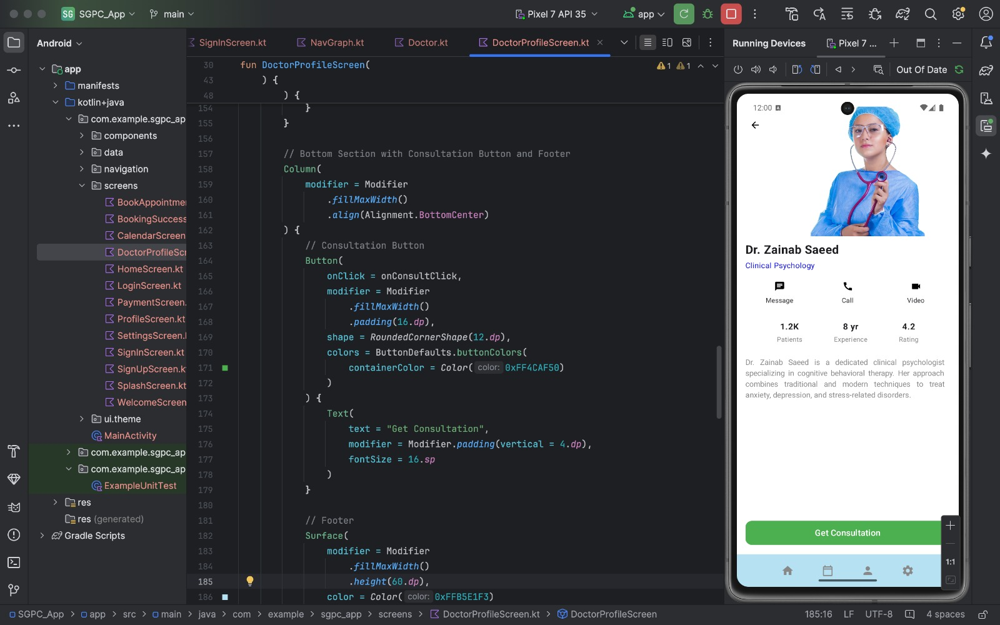 SG SGPC_App main Pixel 7 API 35 app
Android
app
manifests
kotlin+java
com.example.sgpc_ap
components
data
navigation
screens
BookAppointme
BookingSuccess
CalendarScreen
DoctorProfileScr
HomeScreen.kt
LoginScreen.kt
PaymentScreen.
ProfileScreen.kt
SettingsScreen.
SignInScreen.kt
SignUpScreen.k
SplashScreen.kt
WelcomeScreen
ui.theme
MainActivity
com.example.sgpc_ap
com.example.sgpc_ap
ExampleUnitTest
res
res (generated)
Gradle Scripts
SignInScreen.kt NavGraph.kt Doctor.kt DoctorProfileScreen.kt
1 1
30 fun DoctorProfileScreen(
43 ) {
48 ) {
154 }
155 }
156
157 // Bottom Section with Consultation Button and Footer
158 Column(
159 modifier = Modifier
160 .fillMaxWidth()
161 .align(Alignment.BottomCenter)
162 ) {
163 // Consultation Button
164 Button(
165 onClick = onConsultClick,
166 modifier = Modifier
167 .fillMaxWidth()
168 .padding(16.dp),
169 shape = RoundedCornerShape(12.dp),
170 colors = ButtonDefaults.buttonColors(
171 containerColor = Color( color: 0xFF4CAF50)
172 )
173 ) {
174 Text(
175 text = "Get Consultation",
176 modifier = Modifier.padding(vertical = 4.dp),
177 fontSize = 16.sp
178 )
179 }
180
181 // Footer
182 Surface(
183 modifier = Modifier
184 .fillMaxWidth()
185 .height(60.dp),
186 color = Color( color: 0xFFB5E1F3)
Running Devices Pixel 7 ...
Out Of Date
12:00
Dr. Zainab Saeed
Clinical Psychology
Message Call Video
1.2K 8 yr 4.2
Patients Experience Rating
Dr. Zainab Saeed is a dedicated clinical psychologist
specializing in cognitive behavioral therapy. Her approach
combines traditional and modern techniques to treat
anxiety, depression, and stress-related disorders.
Get Consultation
1:1
SGPC_App app src main java com example sgpc_app screens DoctorProfileScreen.kt DoctorProfileScreen 185:16 LF UTF-8 4 spaces